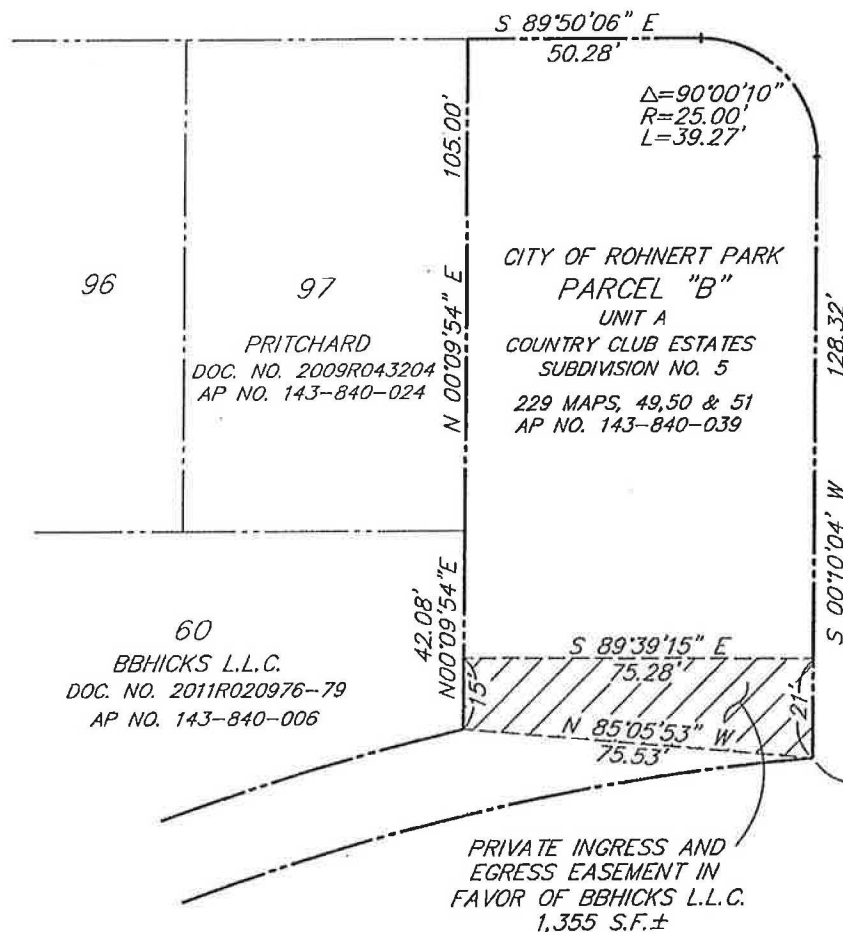 S 89°50'06" E
50.28'
Δ=90°00'10"
R=25.00'
L=39.27'
105.00'
N 00°09'54" E
CITY OF ROHNERT PARK
PARCEL "B"
UNIT A
COUNTRY CLUB ESTATES
SUBDIVISION NO. 5
229 MAPS, 49,50 & 51
AP NO. 143-840-039
128.32'
S 00°10'04" W
96
97
PRITCHARD
DOC. NO. 2009R043204
AP NO. 143-840-024
42.08'
N00°09'54"E
60
BBHICKS L.L.C.
DOC. NO. 2011R020976-79
AP NO. 143-840-006
S 89°39'15" E
75.28'
15'
21'
N 85°05'53" W
75.53'
PRIVATE INGRESS AND
EGRESS EASEMENT IN
FAVOR OF BBHICKS L.L.C.
1,355 S.F.±